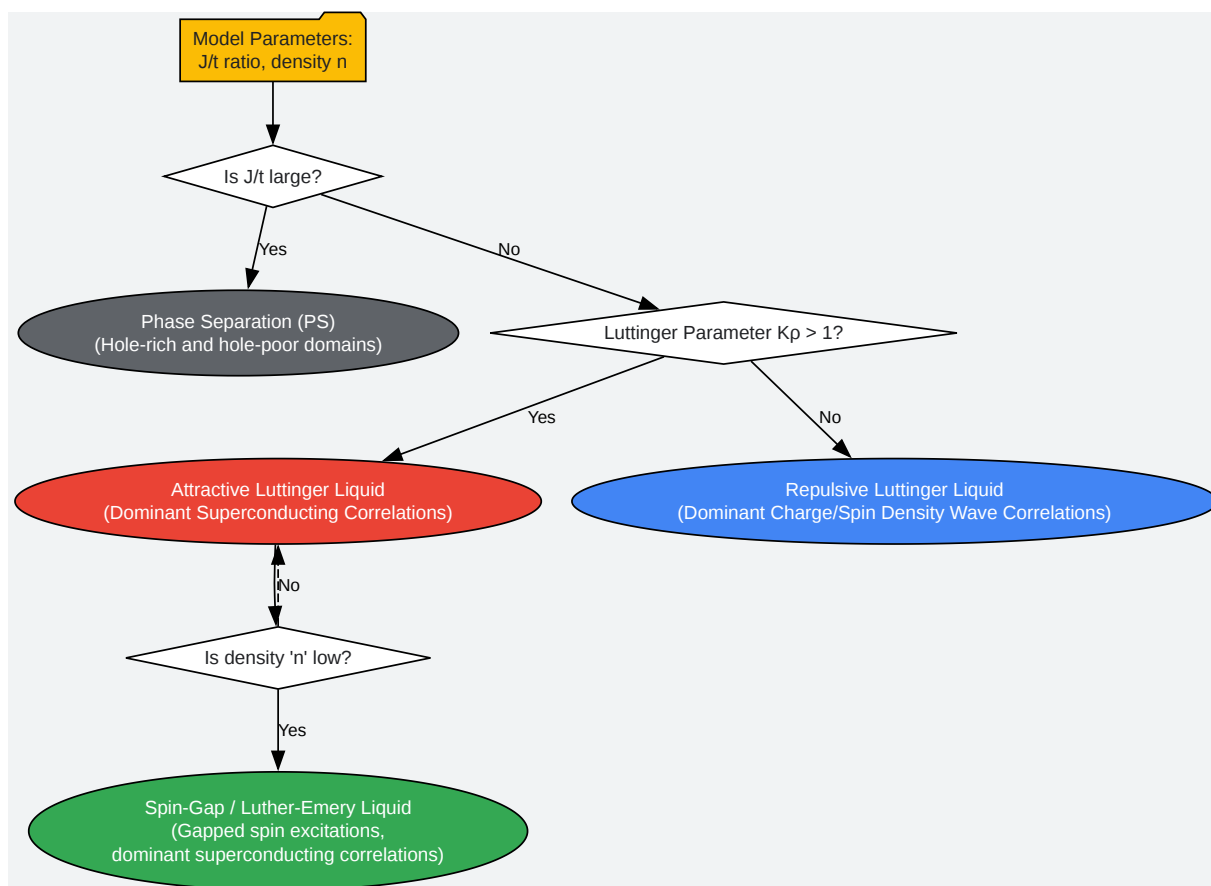 Model Parameters:
J/t ratio, density n
Is J/t large?
Yes
No
Phase Separation (PS)
(Hole-rich and hole-poor domains)
Luttinger Parameter Kρ > 1?
Yes
No
Attractive Luttinger Liquid
(Dominant Superconducting Correlations)
Repulsive Luttinger Liquid
(Dominant Charge/Spin Density Wave Correlations)
No
Is density 'n' low?
Yes
Spin-Gap / Luther-Emery Liquid
(Gapped spin excitations,
dominant superconducting correlations)